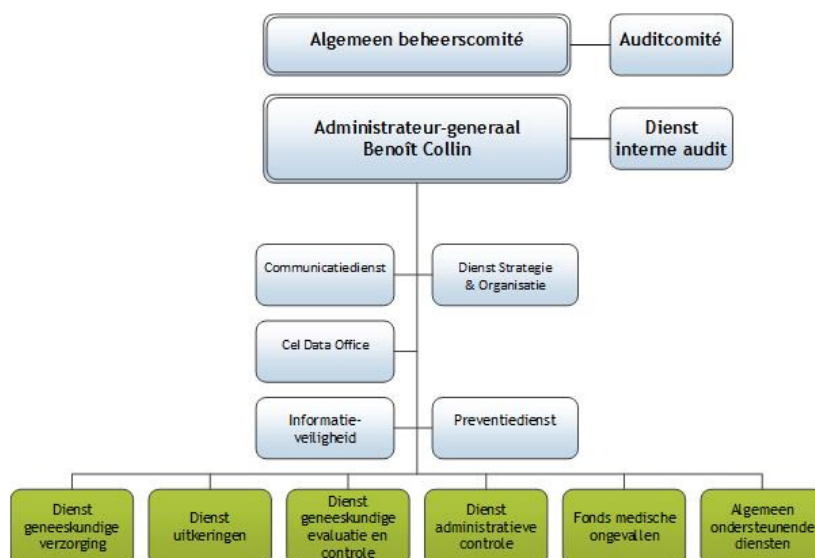 Algemeen beheerscomité
Auditcomité
Administrateur-generaal
Benoît Collin
Dienst
interne audit
Communicatiedienst
Dienst Strategie
& Organisatie
Cel Data Office
Informatie-
veiligheid
Preventiedienst
Dienst
geneeskundige
verzorging
Dienst
uitkeringen
Dienst
geneeskundige
evaluatie en
controle
Dienst
administratieve
controle
Fonds medische
ongevallen
Algemeen
ondersteunende
diensten